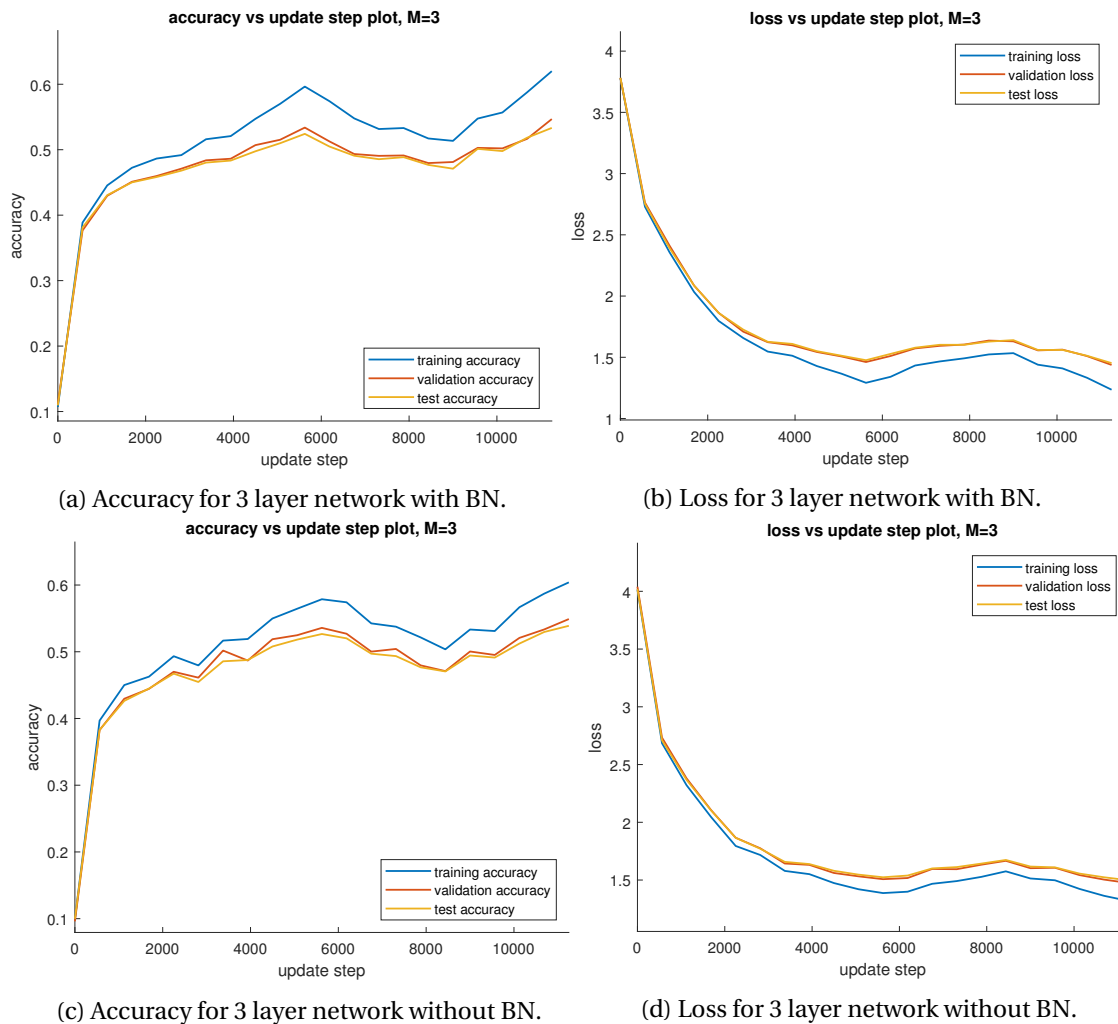 accuracy vs update step plot, M=3
0.6
0.5
0.4
0.3
0.2
0.1
accuracy
0 2000 4000 6000 8000 10000
update step
training accuracy
validation accuracy
test accuracy
(a) Accuracy for 3 layer network with BN.
loss vs update step plot, M=3
4
3.5
3
2.5
2
1.5
1
loss
0 2000 4000 6000 8000 10000
update step
training loss
validation loss
test loss
(b) Loss for 3 layer network with BN.
accuracy vs update step plot, M=3
0.6
0.5
0.4
0.3
0.2
0.1
accuracy
0 2000 4000 6000 8000 10000
update step
training accuracy
validation accuracy
test accuracy
(c) Accuracy for 3 layer network without BN.
loss vs update step plot, M=3
4
3.5
3
2.5
2
1.5
loss
0 2000 4000 6000 8000 10000
update step
training loss
validation loss
test loss
(d) Loss for 3 layer network without BN.